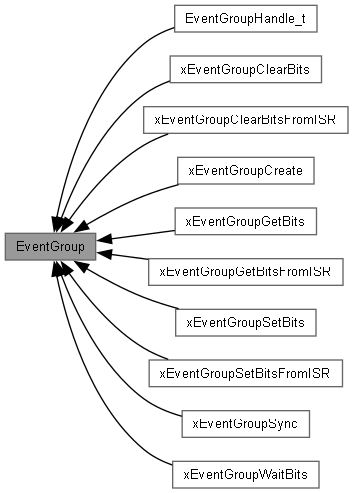 EventGroupHandle_t
xEventGroupClearBits
xEventGroupClearBitsFromISR
xEventGroupCreate
xEventGroupGetBits
EventGroup
xEventGroupGetBitsFromISR
xEventGroupSetBits
xEventGroupSetBitsFromISR
xEventGroupSync
xEventGroupWaitBits